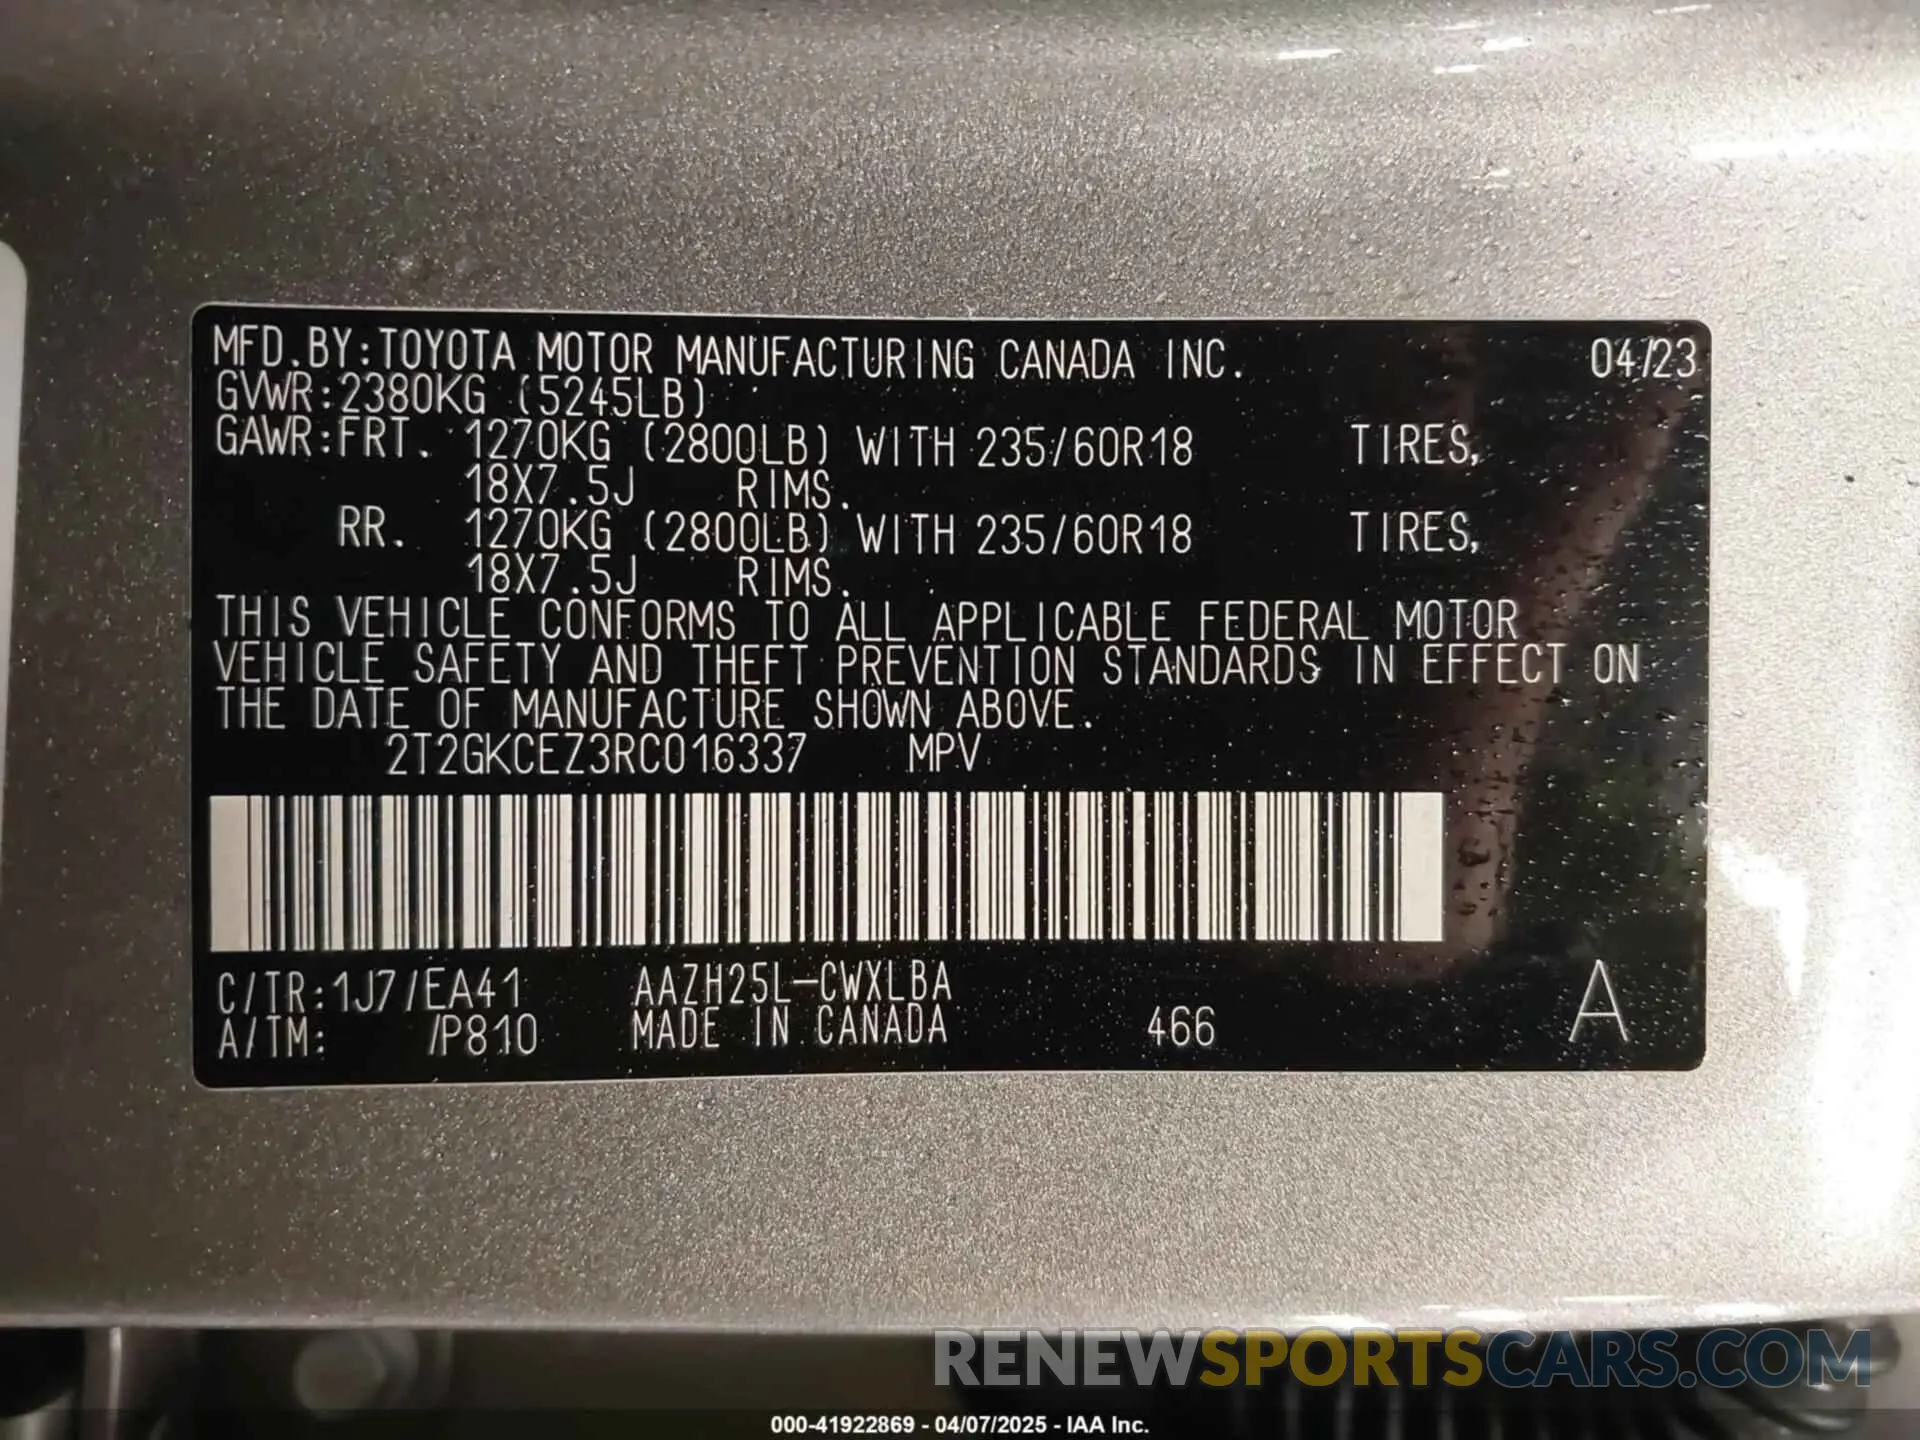 MFD.BY:TOYOTA MOTOR MANUFACTURING CANADA INC. 04/23
GVWR:2380KG (5245LB)
GAWR:FRT. 1270KG (2800LB) WITH 235/60R18 TIRES,
18X7.5J RIMS.
RR. 1270KG (2800LB) WITH 235/60R18 TIRES,
18X7.5J RIMS.
THIS VEHICLE CONFORMS TO ALL APPLICABLE FEDERAL MOTOR
VEHICLE SAFETY AND THEFT PREVENTION STANDARDS IN EFFECT ON
THE DATE OF MANUFACTURE SHOWN ABOVE.
2T2GKCEZ3RC016337 MPV
C/TR:1J7/EA41 AAZH25L-CWXLBA
A/TM: /P810 MADE IN CANADA 466 A
RENEWSPORTSCARS.COM
000-41922869 - 04/07/2025 - IAA Inc.